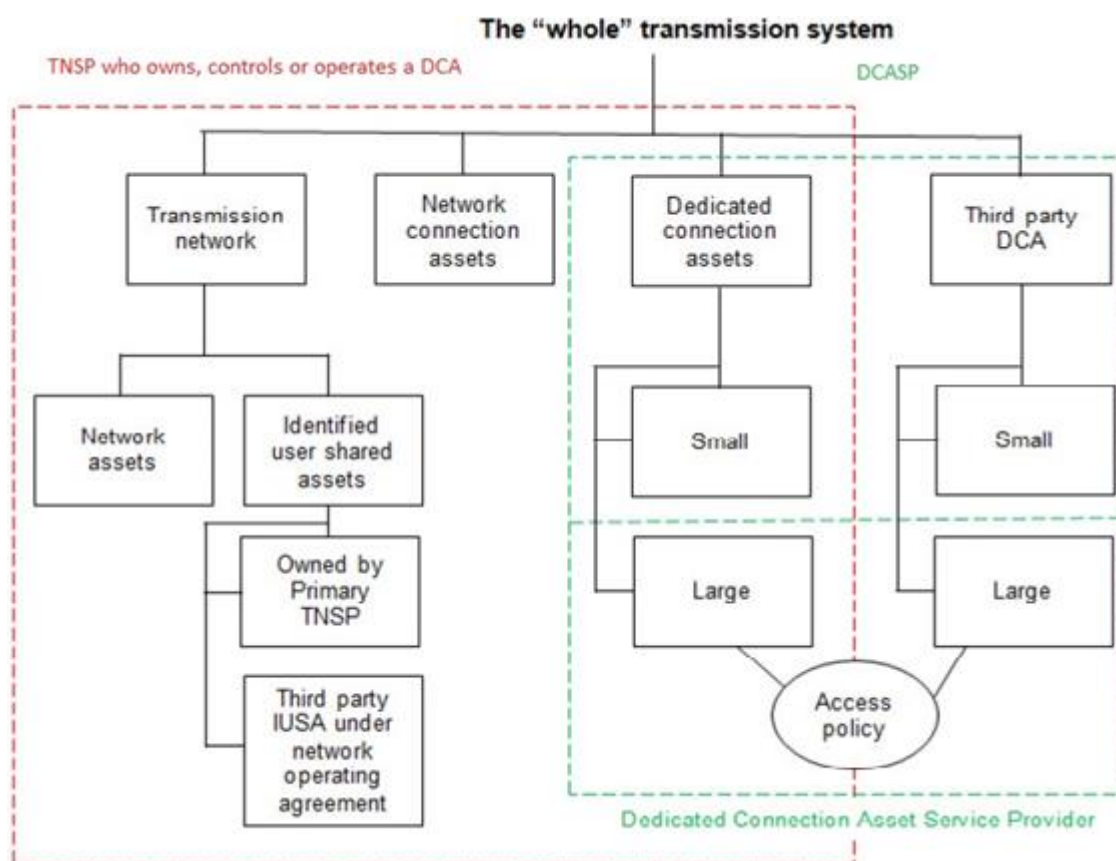 The “whole” transmission system
TNSP who owns, controls or operates a DCA
DCASP
Transmission
network
Network
connection
assets
Dedicated
connection
assets
Third party
DCA
Network
assets
Identified
user shared
assets
Small
Small
Owned by
Primary
TNSP
Large
Large
Third party
IUSA under
network
operating
agreement
Access
policy
Dedicated Connection Asset Service Provider